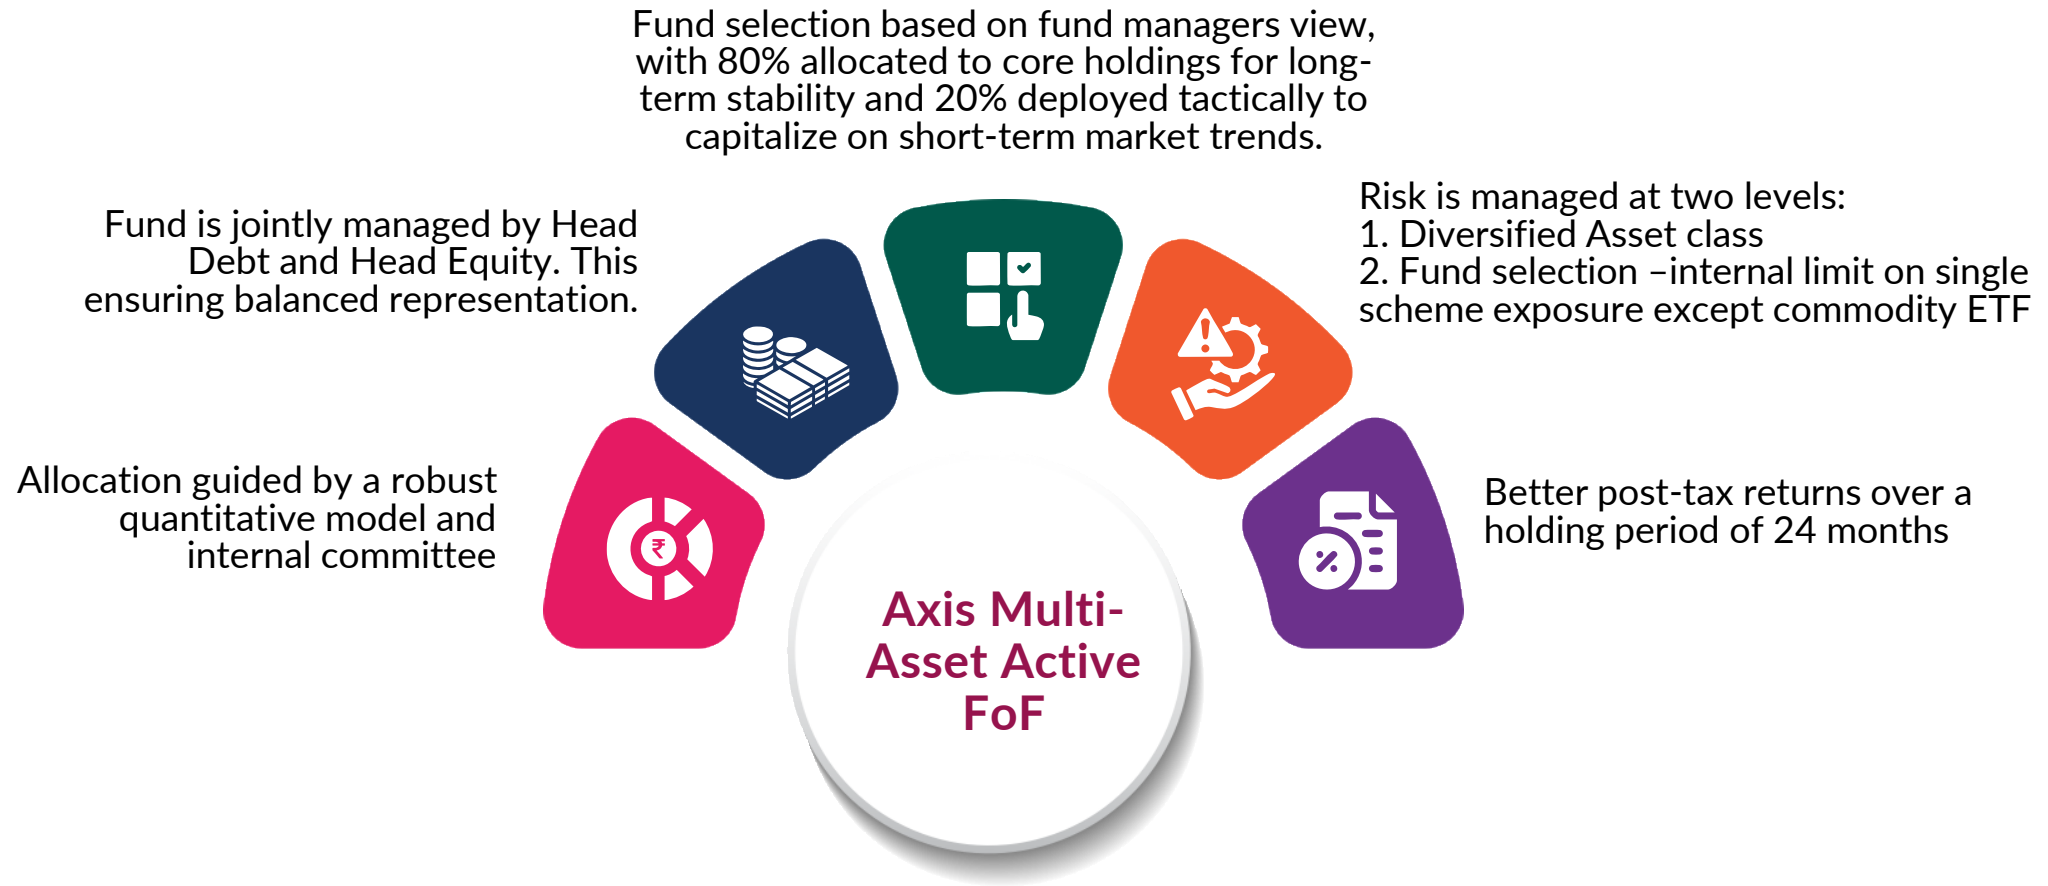 Fund selection based on fund managers view,
with 80% allocated to core holdings for long-
term stability and 20% deployed tactically to
capitalize on short-term market trends.
Fund is jointly managed by Head
Debt and Head Equity. This
ensuring balanced representation.
Risk is managed at two levels:
1. Diversified Asset class
2. Fund selection –internal limit on single
scheme exposure except commodity ETF
Allocation guided by a robust
quantitative model and
internal committee
₹
%
Better post-tax returns over a
holding period of 24 months
Axis Multi-
Asset Active
FoF